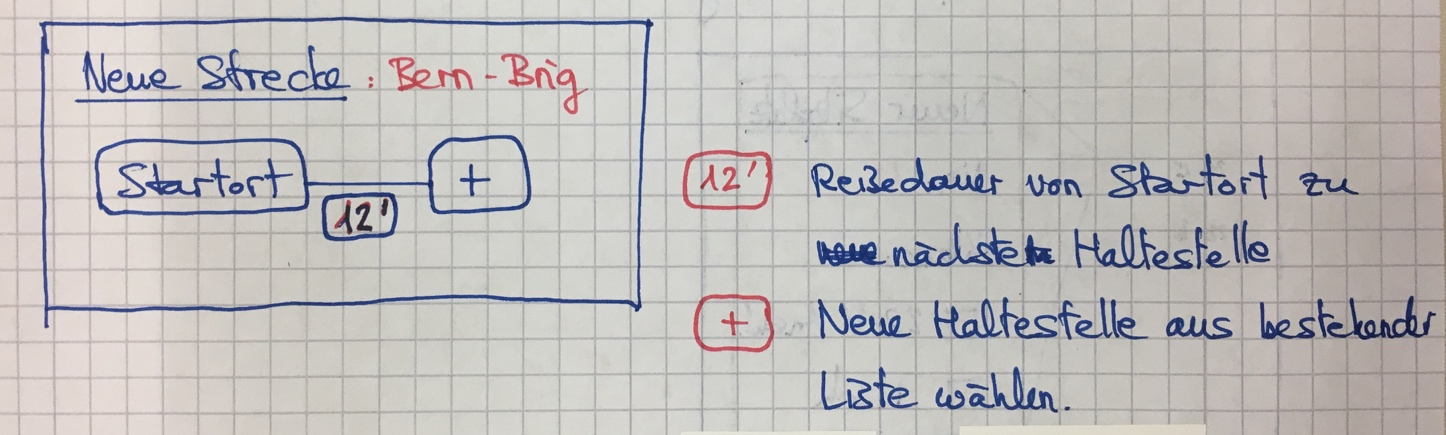 Neue Strecke : Bern - Brig
Startort
+
12'
12' Reisedauer von Startort zu
nächste Haltestelle
+ Neue Haltestelle aus bestehender
Liste wählen.